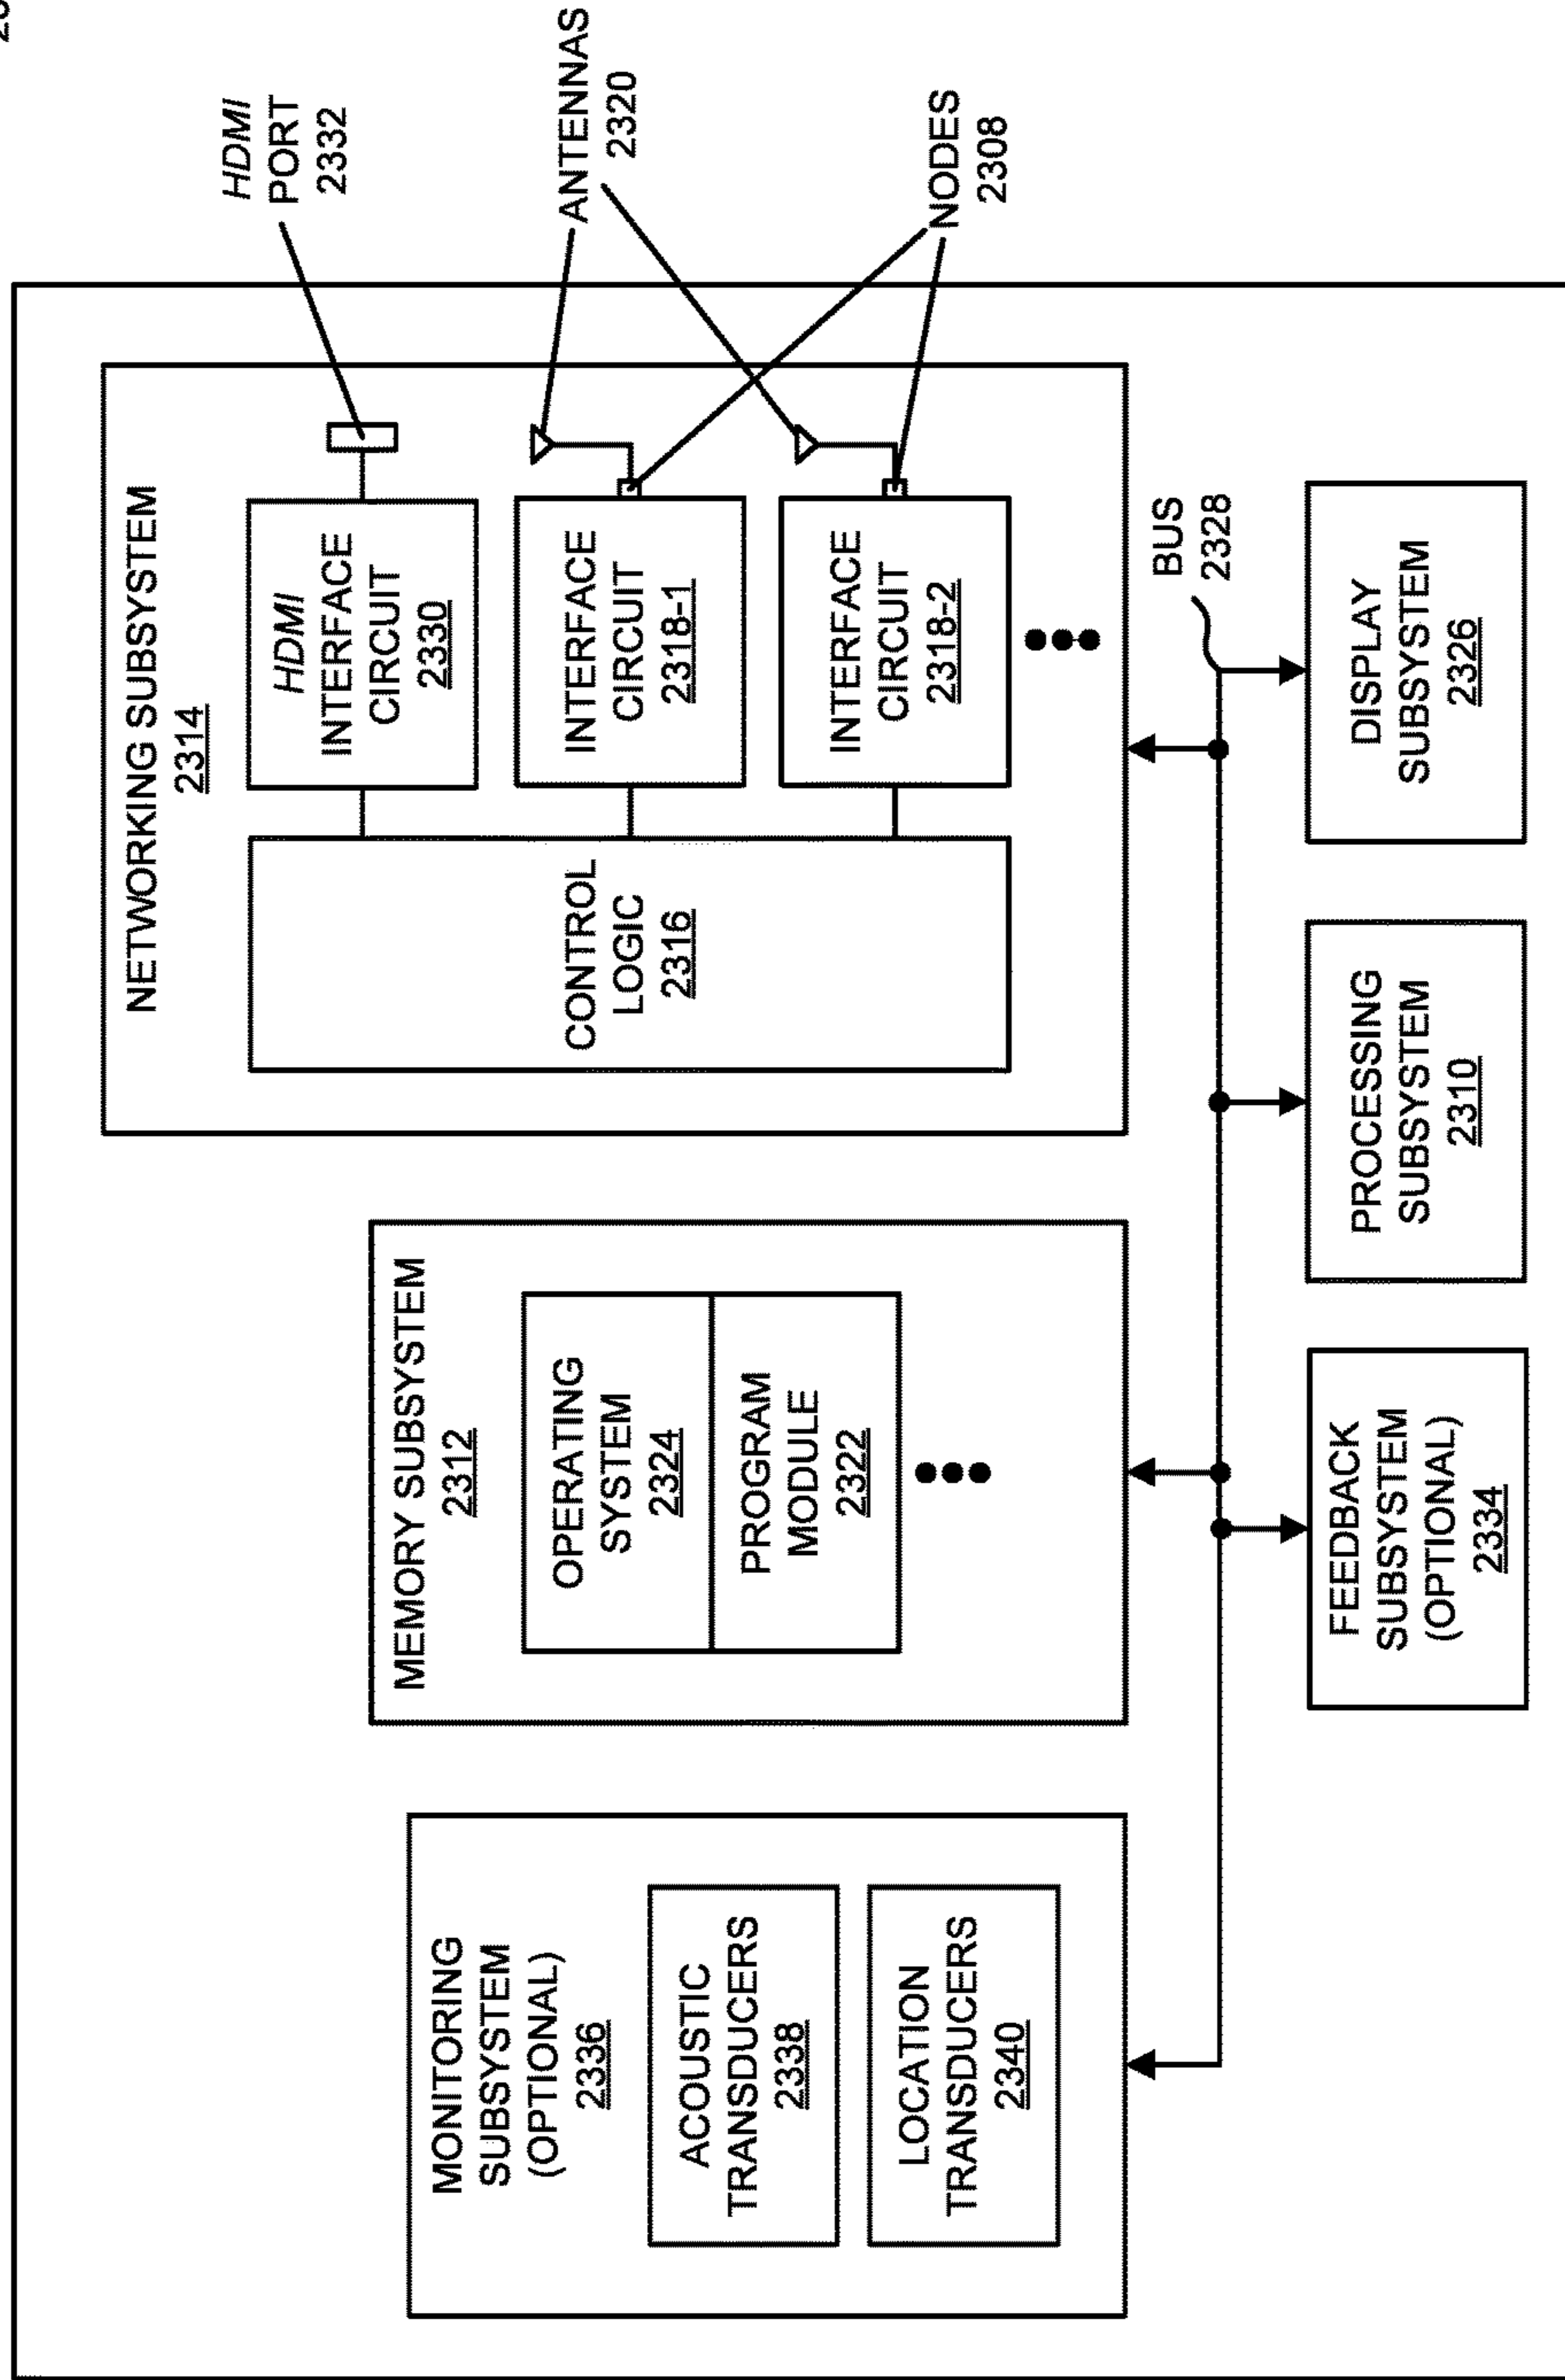 HDMI
PORT
2332
ANTENNAS
2320
NODES
2308
NETWORKING SUBSYSTEM
2314
HDMI
INTERFACE
CIRCUIT
2330
INTERFACE
CIRCUIT
2318-1
INTERFACE
CIRCUIT
2318-2
CONTROL
LOGIC
2316
MEMORY SUBSYSTEM
2312
OPERATING
SYSTEM
2324
PROGRAM
MODULE
2322
MONITORING
SUBSYSTEM
(OPTIONAL)
2336
ACOUSTIC
TRANSDUCERS
2338
LOCATION
TRANSDUCERS
2340
BUS
2328
FEEDBACK
SUBSYSTEM
(OPTIONAL)
2334
PROCESSING
SUBSYSTEM
2310
DISPLAY
SUBSYSTEM
2326